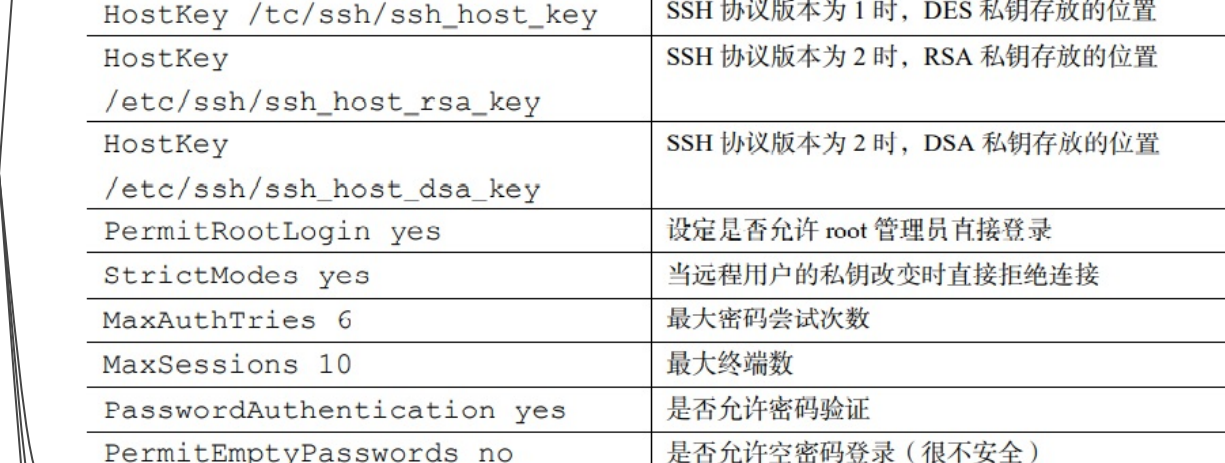 HostKey /tc/ssh/ssh_host_key SSH 协议版本为 1 时，DES 私钥存放的位置
HostKey SSH 协议版本为 2 时，RSA 私钥存放的位置
/etc/ssh/ssh_host_rsa_key
HostKey SSH 协议版本为 2 时，DSA 私钥存放的位置
/etc/ssh/ssh_host_dsa_key
PermitRootLogin yes 设定是否允许 root 管理员直接登录
StrictModes yes 当远程用户的私钥改变时直接拒绝连接
MaxAuthTries 6 最大密码尝试次数
MaxSessions 10 最大终端数
PasswordAuthentication yes 是否允许密码验证
PermitEmptyPasswords no 是否允许空密码登录（很不安全）